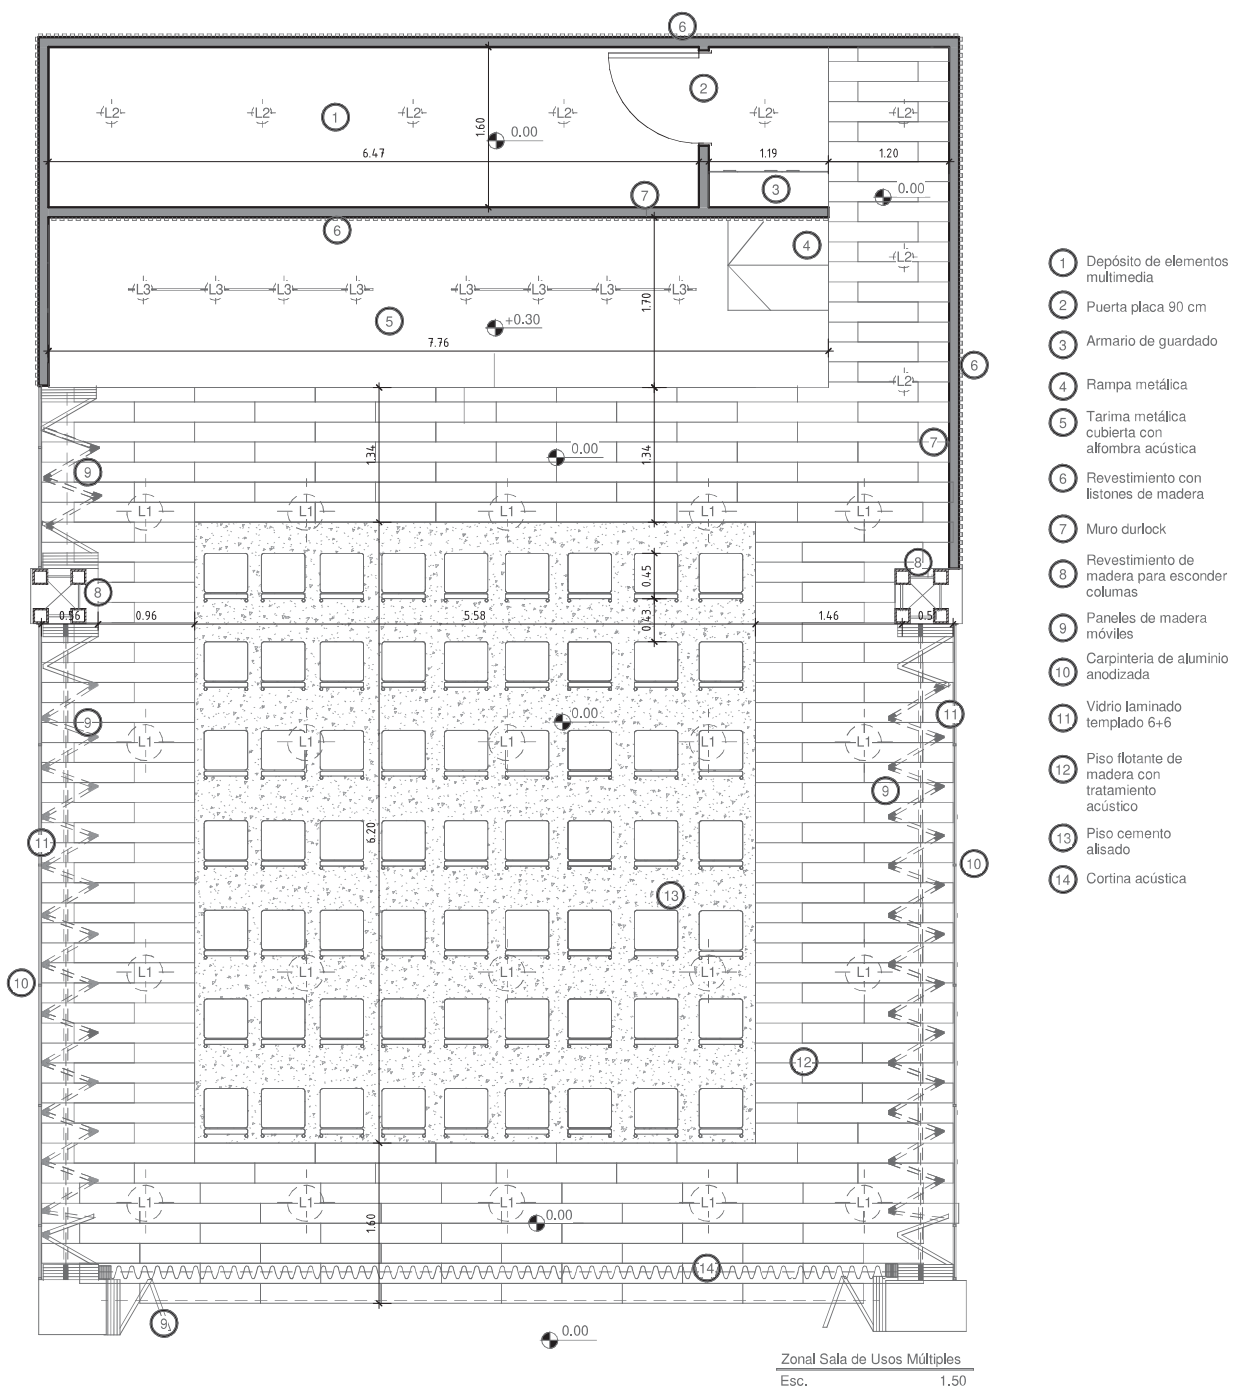 6
L2
L2
L2
L2
L2
L2
1
2
1.60
0.00
6.47
1.19
1.20
7
3
0.00
6
4
L2
L3
L3
L3
L3
L3
L3
L3
L3
5
+0.30
1.70
7.76
6
L2
1.34
1.34
0.00
7
9
L1
L1
L1
L1
L1
8
8
0.45
0.56
0.96
5.58
0.43
1.46
9
0.00
11
L1
L1
L1
L1
L1
9
11
6.20
10
13
10
L1
L1
L1
L1
L1
12
L1
L1
L1
L1
L1
1.60
0.00
14
9
0.00
1 Depósito de elementos
multimedia
2 Puerta placa 90 cm
3 Armario de guardado
4 Rampa metálica
5 Tarima metálica
cubierta con
alfombra acústica
6 Revestimiento con
listones de madera
7 Muro durlock
8 Revestimiento de
madera para esconder
columas
9 Paneles de madera
móviles
10 Carpinteria de aluminio
anodizada
11 Vidrio laminado
templado 6+6
12 Piso flotante de
madera con
tratamiento
acústico
13 Piso cemento
alisado
14 Cortina acústica
Zonal Sala de Usos Múltiples
Esc. 1.50